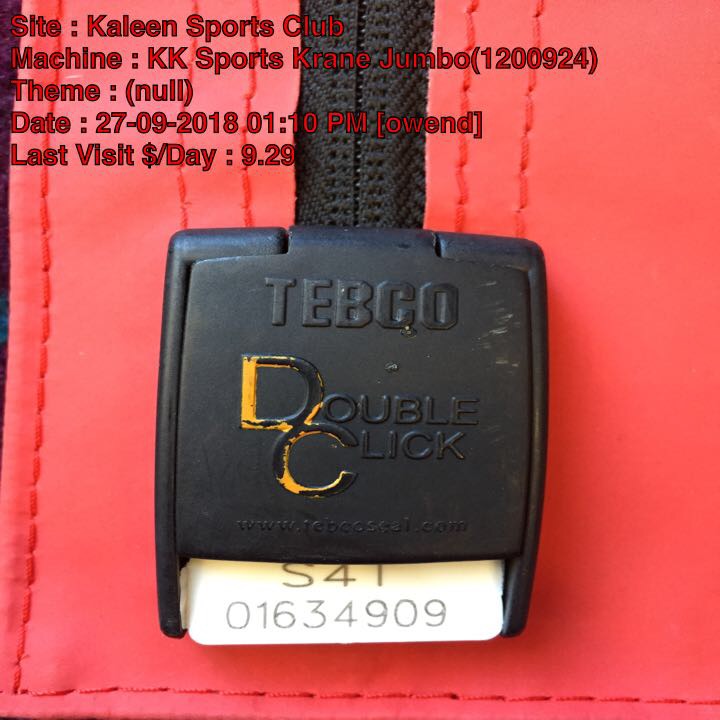 Site : Kaleen Sports Club
Machine : KK Sports Krane Jumbo(1200924)
Theme : (null)
Date : 27-09-2018 01:10 PM [owend]
Last Visit $/Day : 9.29
TEBCO
DOUBLE
CLICK
www.tebcoseal.com
S41
01634909